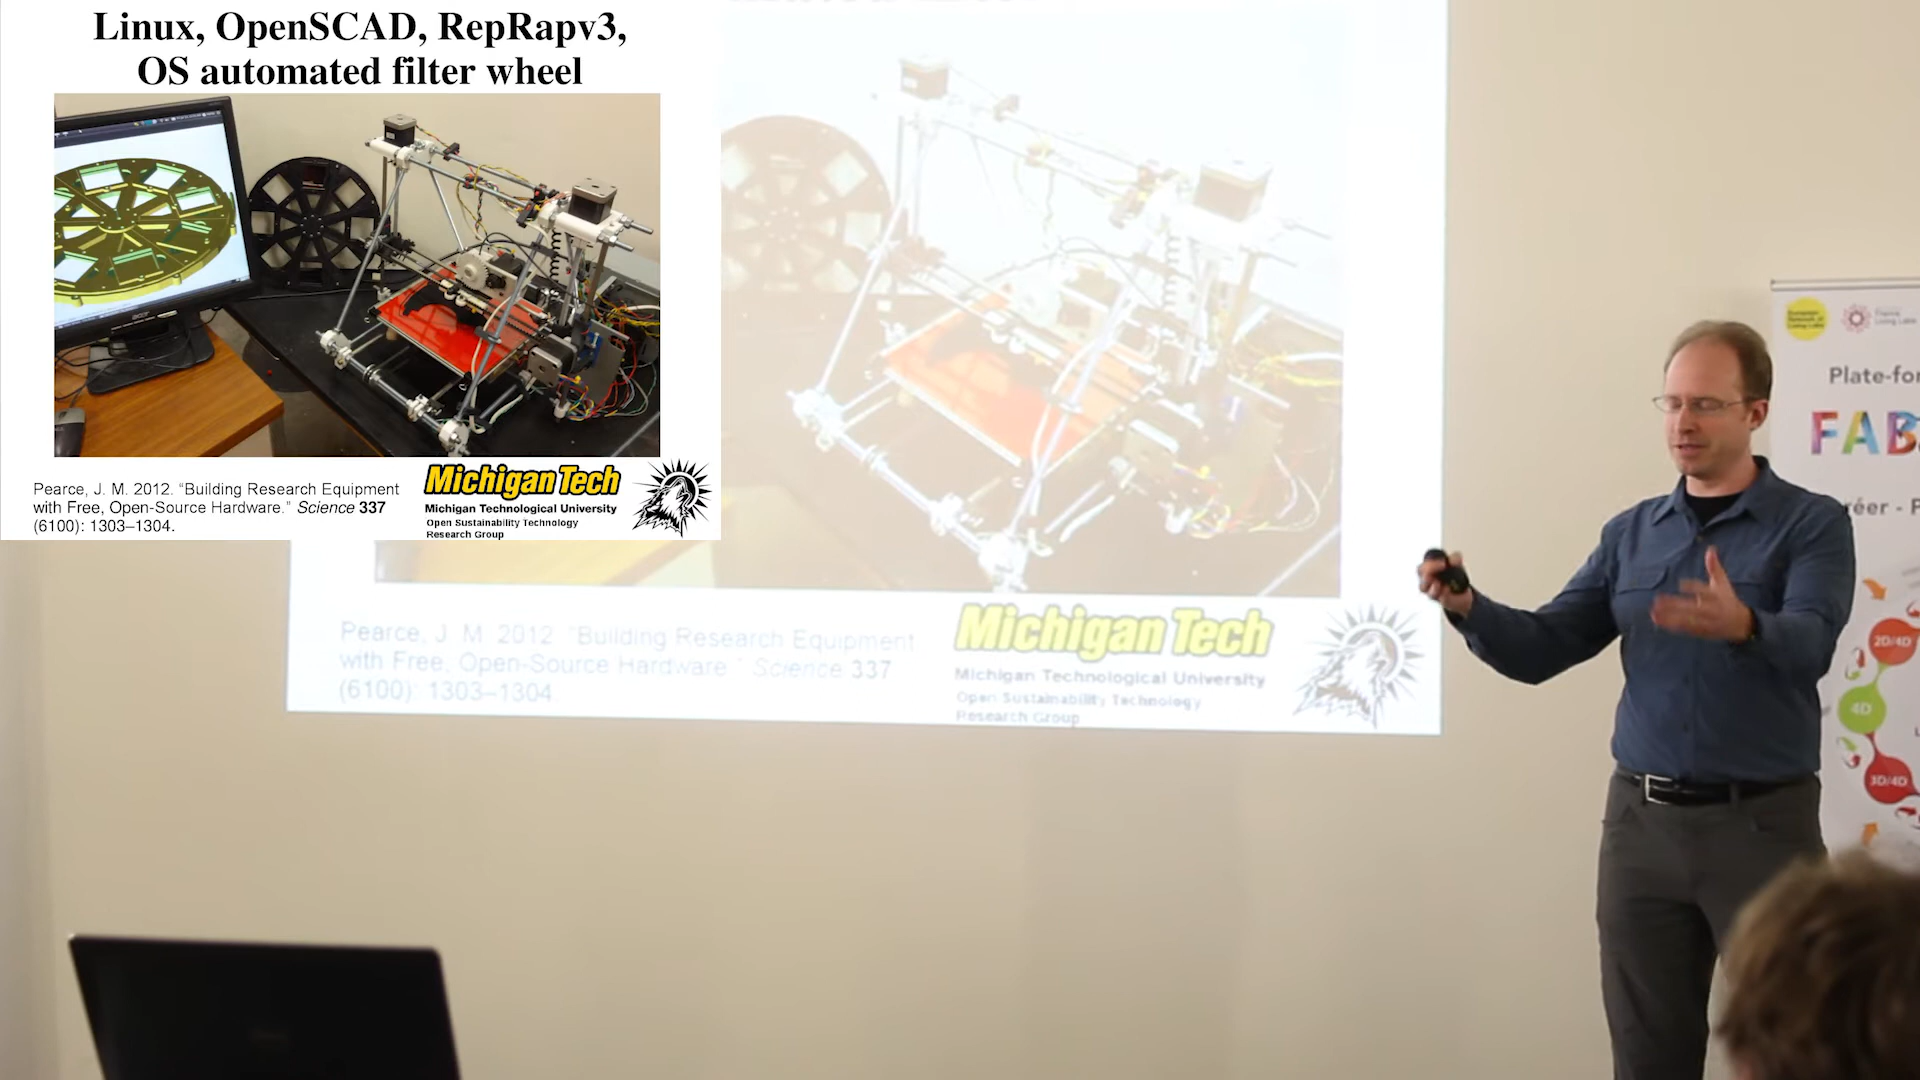 Linux, OpenSCAD, RepRapv3,
OS automated filter wheel
Pearce, J. M. 2012. “Building Research Equipment
with Free, Open-Source Hardware.” Science 337
(6100): 1303–1304.
Michigan Tech
Michigan Technological University
Open Sustainability Technology
Research Group
Pearce, J. M. 2012. “Building Research Equipment
with Free, Open-Source Hardware.” Science 337
(6100): 1303–1304.
Michigan Tech
Michigan Technological University
Open Sustainability Technology
Research Group
Living Labs
Plate-for
FAB
réer - P
2D/4D
4D
3D/4D